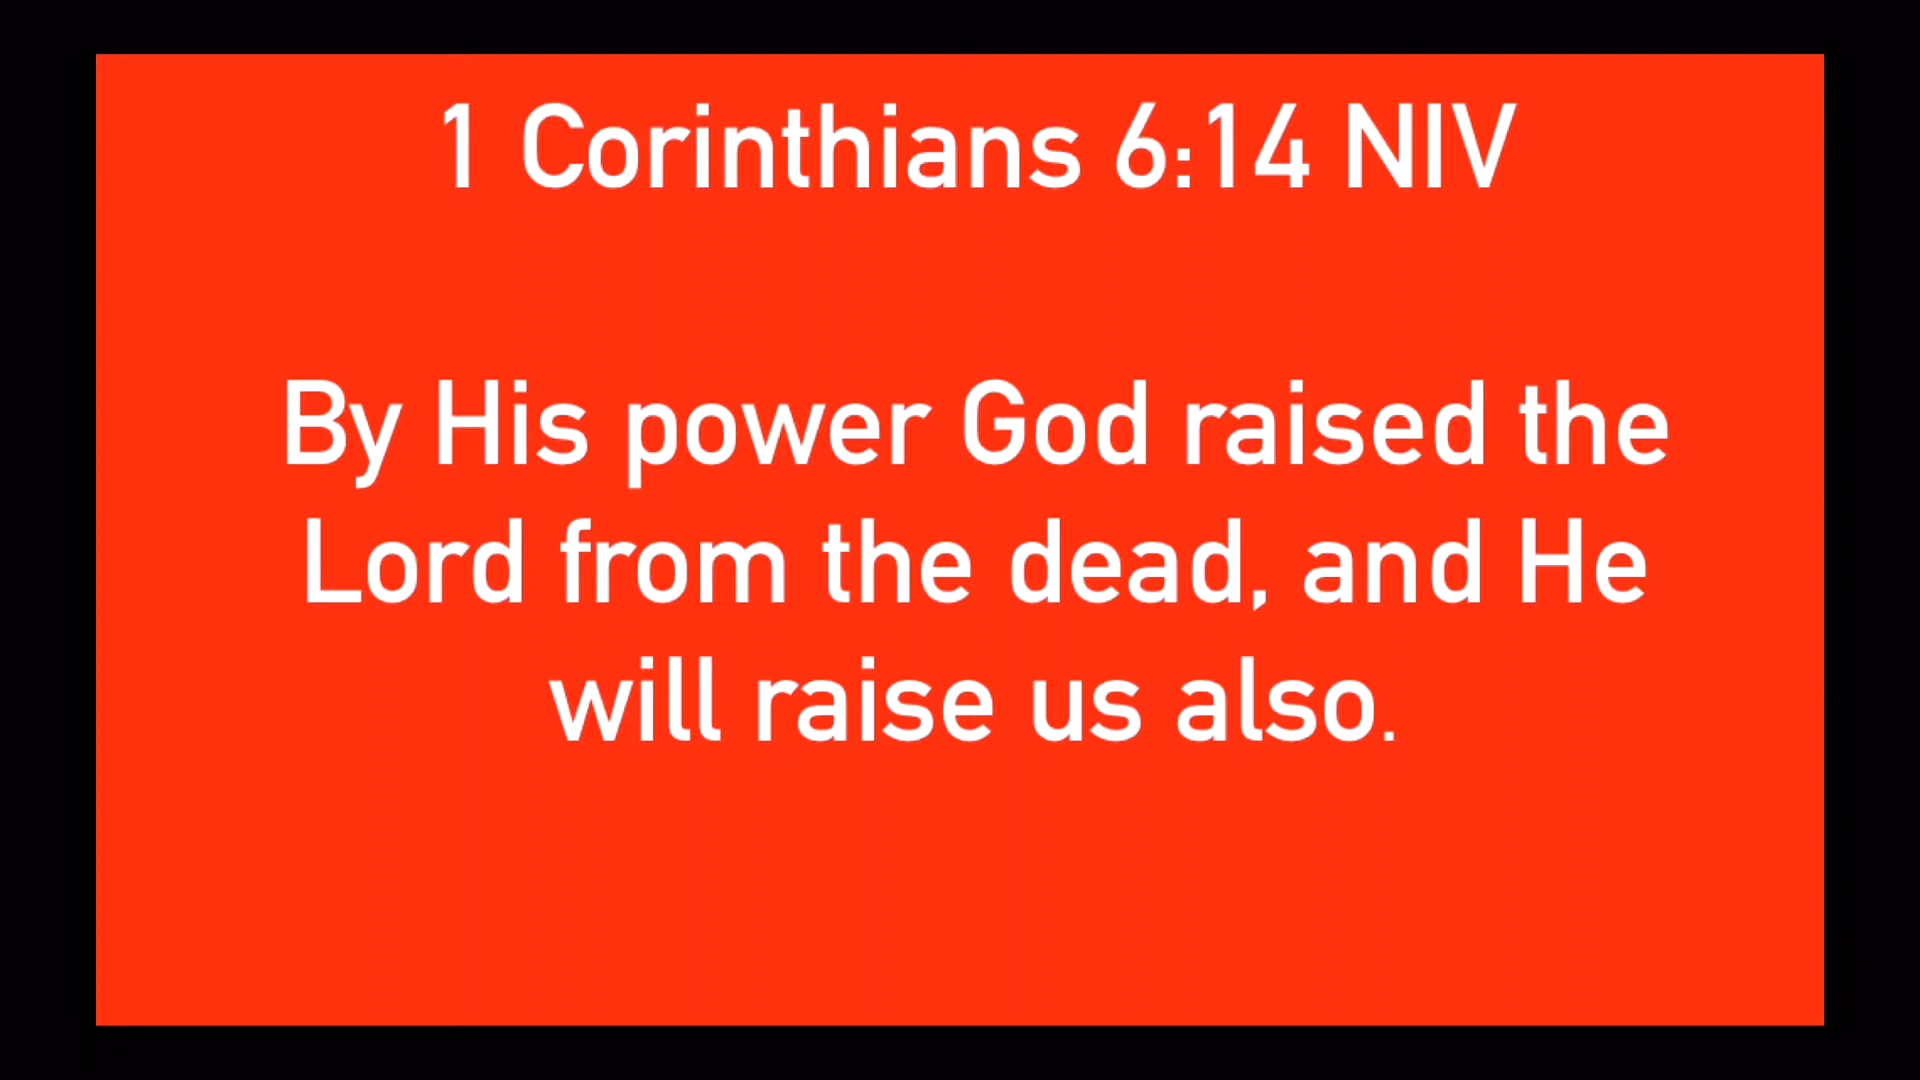 1 Corinthians 6:14 NIV
By His power God raised the
Lord from the dead, and He
will raise us also.